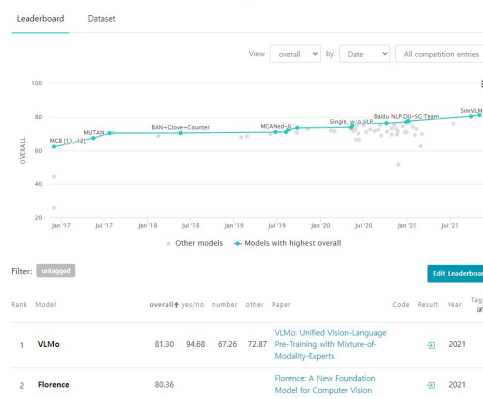 Leaderboard Dataset
View overall by Date All competition entries
100
80
60
40
20
OVERALL
MCB [11, 12]
MUTAN
BAN+Glove+Counter
MCANed-6
Single, w/o VLP
Baidu NLP OU-SC Team
SimVLM
Jan '17 Jul '17 Jan '18 Jul '18 Jan '19 Jul '19 Jan '20 Jul '20 Jan '21 Jul '21
Other models Models with highest overall
Filter: untagged
Edit Leaderboar
Rank Model overall yes/no number other Paper Code Result Year Tag
1 VLMo 81.30 94.68 67.26 72.87 VLMo: Unified Vision-Language
Pre-Training with Mixture-of-
Modality-Experts
2021
2 Florence 80.36 Florence: A New Foundation
Model for Computer Vision
2021